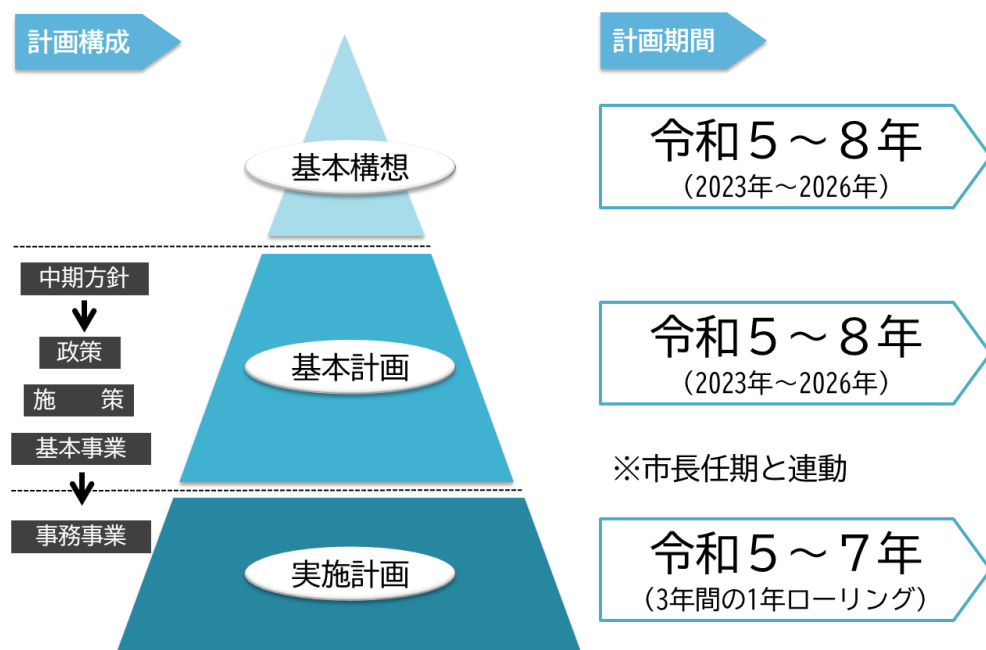 計画構成
計画期間
基本構想
令和５～８年
（2023年～2026年）
中期方針
政策
施　　策
基本事業
事務事業
基本計画
令和５～８年
（2023年～2026年）
※市長任期と連動
実施計画
令和５～７年
（3年間の1年ローリング）